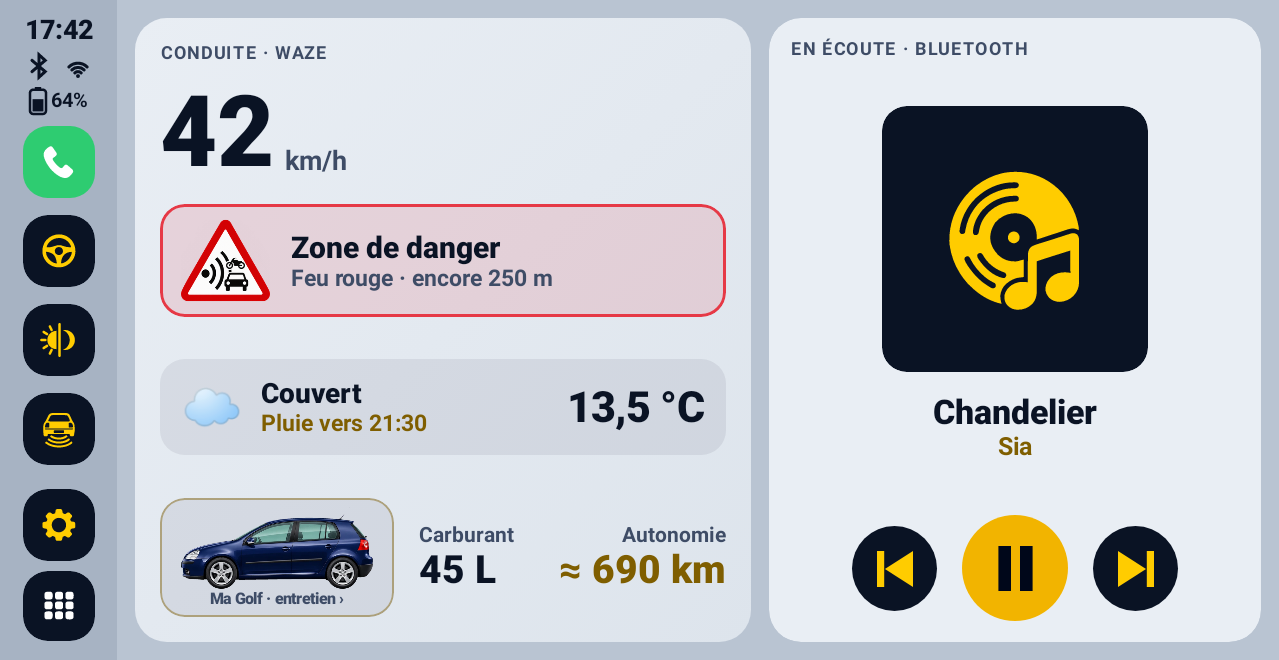 17:42
64%
CONDUITE · WAZE
42 km/h
Zone de danger
Feu rouge · encore 250 m
Couvert
Pluie vers 21:30
13,5 °C
Ma Golf · entretien ›
Carburant
45 L
Autonomie
≈ 690 km
EN ÉCOUTE · BLUETOOTH
Chandelier
Sia